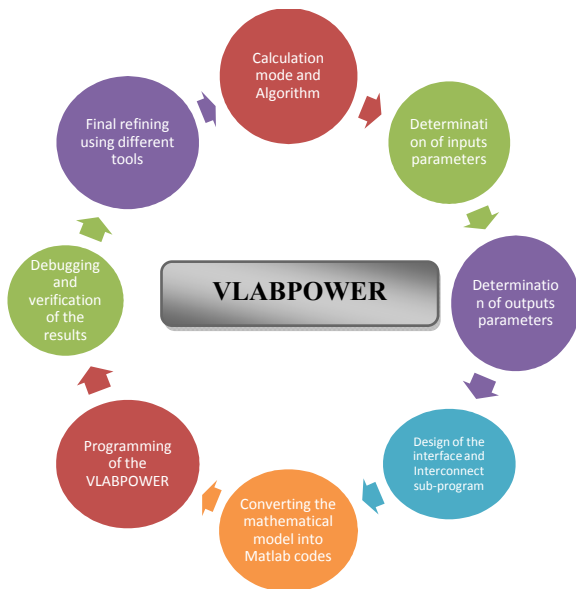 Calculation
mode and
Algorithm
Determinati
on of inputs
parameters
Determinatio
n of outputs
parameters
Design of the
interface and
Interconnect
sub-program
Converting the
mathematical
model into
Matlab codes
Programming
of the
VLABPOWER
Debugging
and
verification
of the
results
Final refining
using different
tools
VLABPOWER